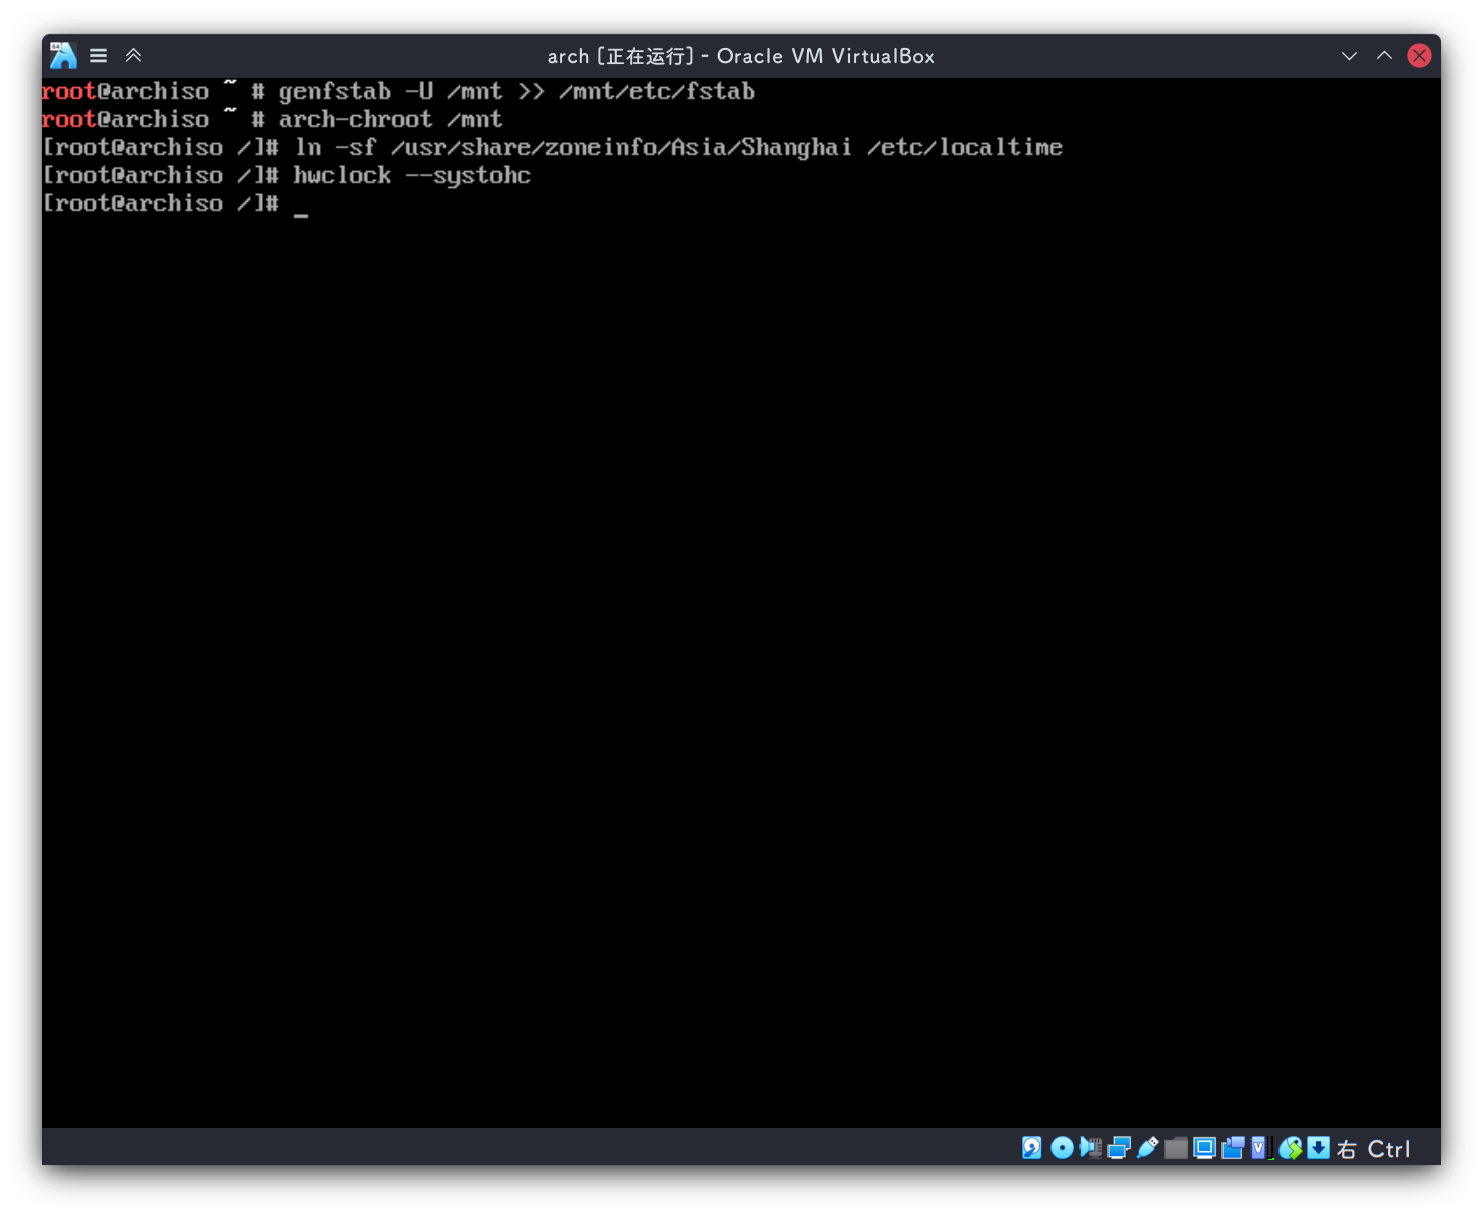 arch [正在运行] - Oracle VM VirtualBox
root@archiso ~ # genfstab -U /mnt >> /mnt/etc/fstab
root@archiso ~ # arch-chroot /mnt
[root@archiso /]# ln -sf /usr/share/zoneinfo/Asia/Shanghai /etc/localtime
[root@archiso /]# hwclock --systohc
[root@archiso /]# _
右 Ctrl